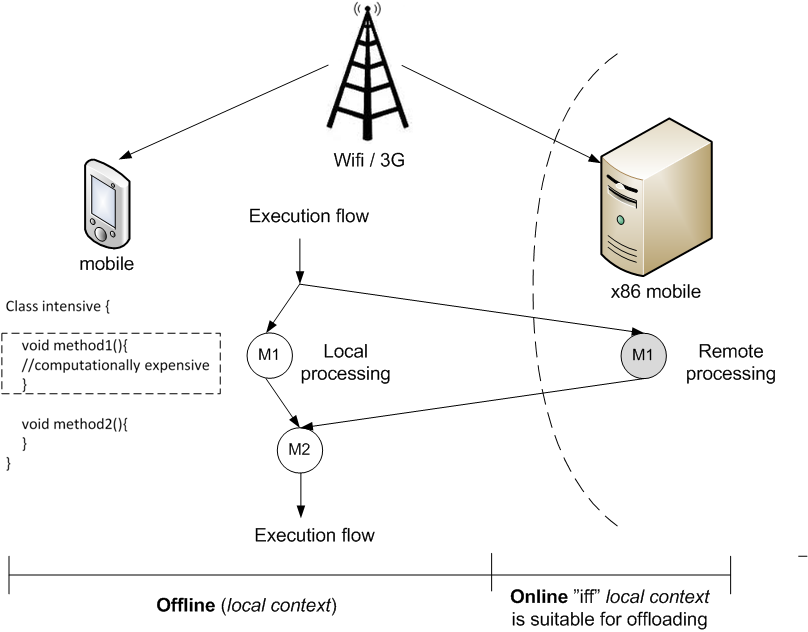 Wifi / 3G
mobile
Execution flow
x86 mobile
Class intensive {
void method1(){
//computationally expensive
}
void method2(){
}
}
M1
Local
processing
M1
Remote
processing
M2
Execution flow
Offline (local context)
Online ”iff” local context
is suitable for offloading